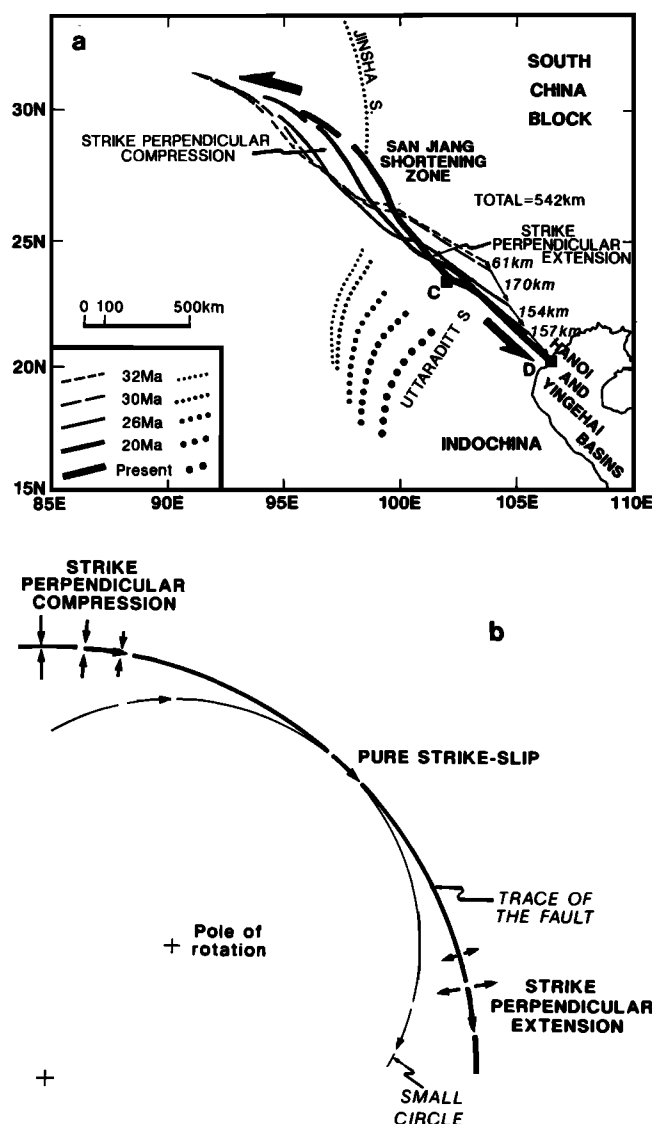 a
JINSHA S.
SOUTH
CHINA
BLOCK
30N
STRIKE PERPENDICULAR
COMPRESSION
SAN JIANG
SHORTENING
ZONE
TOTAL=542km
STRIKE
PERPENDICULAR
EXTENSION
25N
61km
170km
C
0 100 500km
154km
157km
20N
D
HANOI
AND
YINGEHAI
BASINS
UTTARADITT S
32Ma
30Ma
26Ma
20Ma
Present
INDOCHINA
15N
85E 90E 95E 100E 105E 110E
STRIKE
PERPENDICULAR
COMPRESSION
b
PURE STRIKE-SLIP
TRACE OF
THE FAULT
Pole of
rotation
STRIKE
PERPENDICULAR
EXTENSION
SMALL
CIRCLE